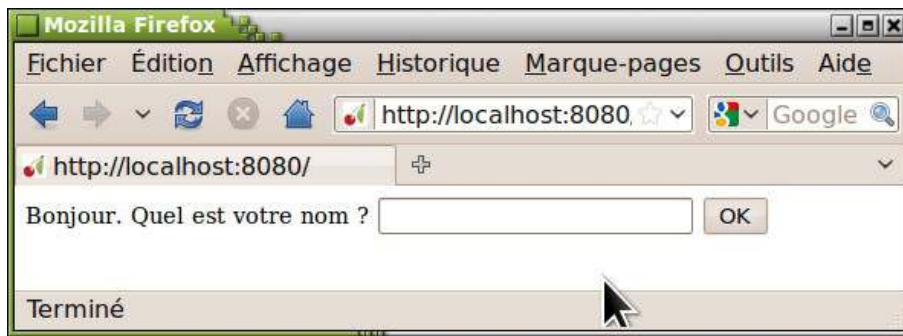 Mozilla Firefox
Fichier Édition Affichage Historique Marque-pages Outils Aide
http://localhost:8080 Google
http://localhost:8080/
Bonjour. Quel est votre nom ? OK
Terminé